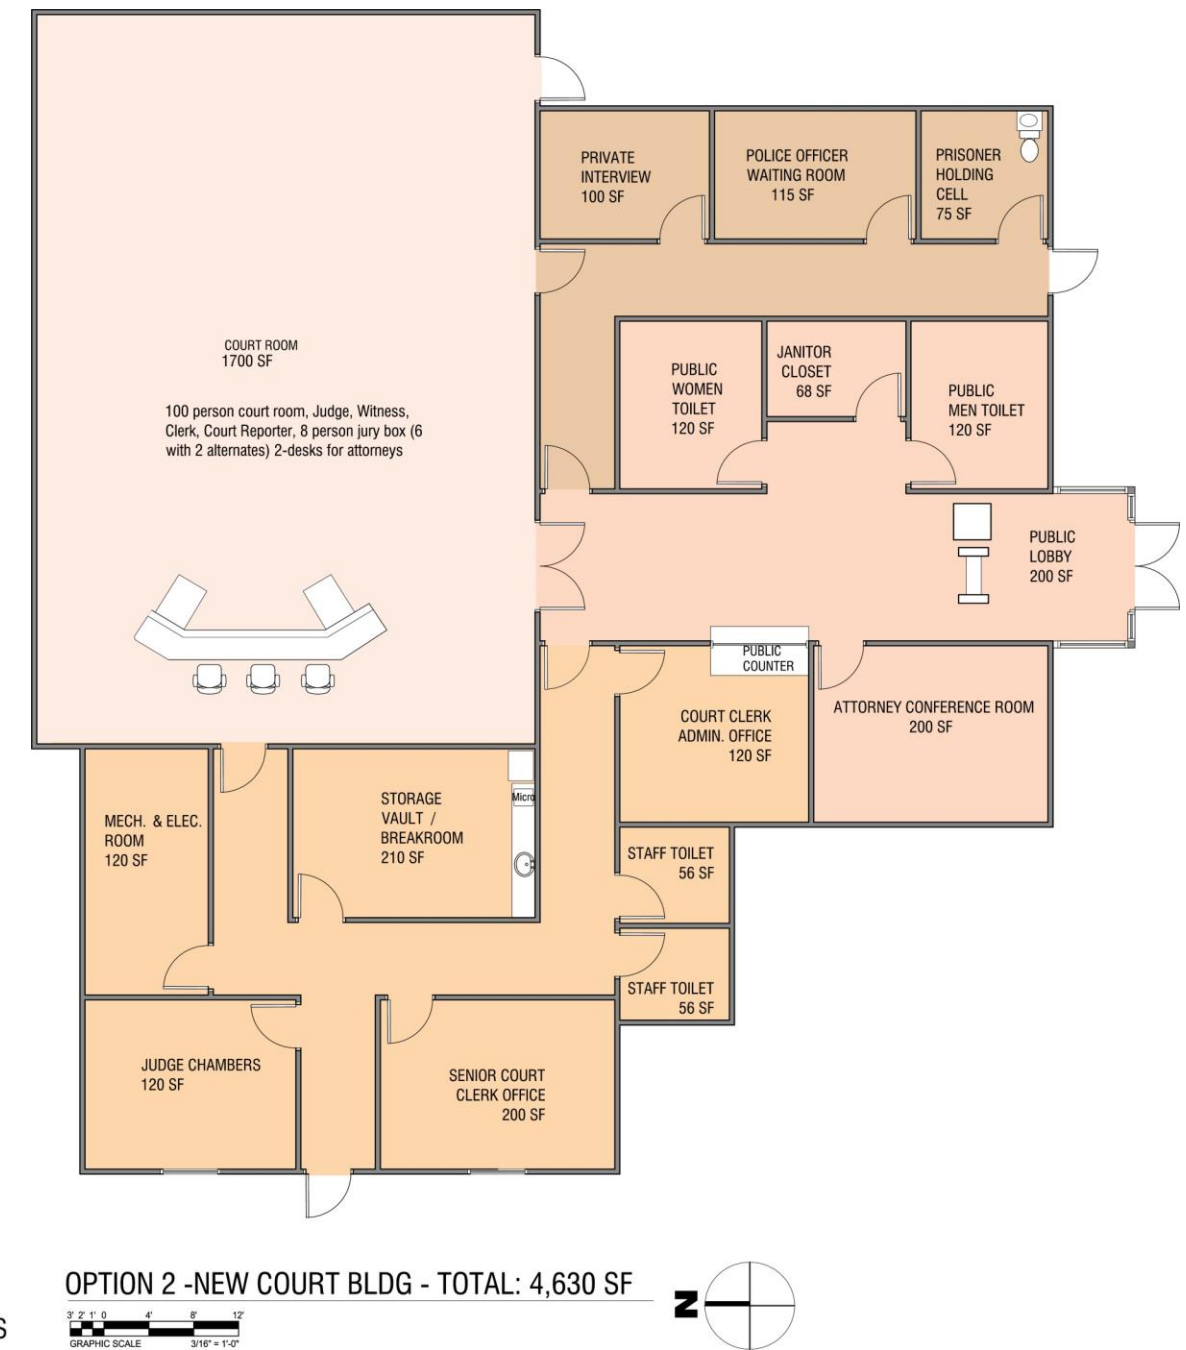 PRIVATE
INTERVIEW
100 SF
POLICE OFFICER
WAITING ROOM
115 SF
PRISONER
HOLDING
CELL
75 SF
COURT ROOM
1700 SF
100 person court room, Judge, Witness,
Clerk, Court Reporter, 8 person jury box (6
with 2 alternates) 2-desks for attorneys
PUBLIC
WOMEN
TOILET
120 SF
JANITOR
CLOSET
68 SF
PUBLIC
MEN TOILET
120 SF
PUBLIC
LOBBY
200 SF
PUBLIC
COUNTER
COURT CLERK
ADMIN. OFFICE
120 SF
ATTORNEY CONFERENCE ROOM
200 SF
MECH. & ELEC.
ROOM
120 SF
STORAGE
VAULT /
BREAKROOM
210 SF
Micro
STAFF TOILET
56 SF
STAFF TOILET
56 SF
JUDGE CHAMBERS
120 SF
SENIOR COURT
CLERK OFFICE
200 SF
OPTION 2 -NEW COURT BLDG - TOTAL: 4,630 SF
3' 2' 1' 0 4' 8' 12'
GRAPHIC SCALE 3/16" = 1'-0"
N
S